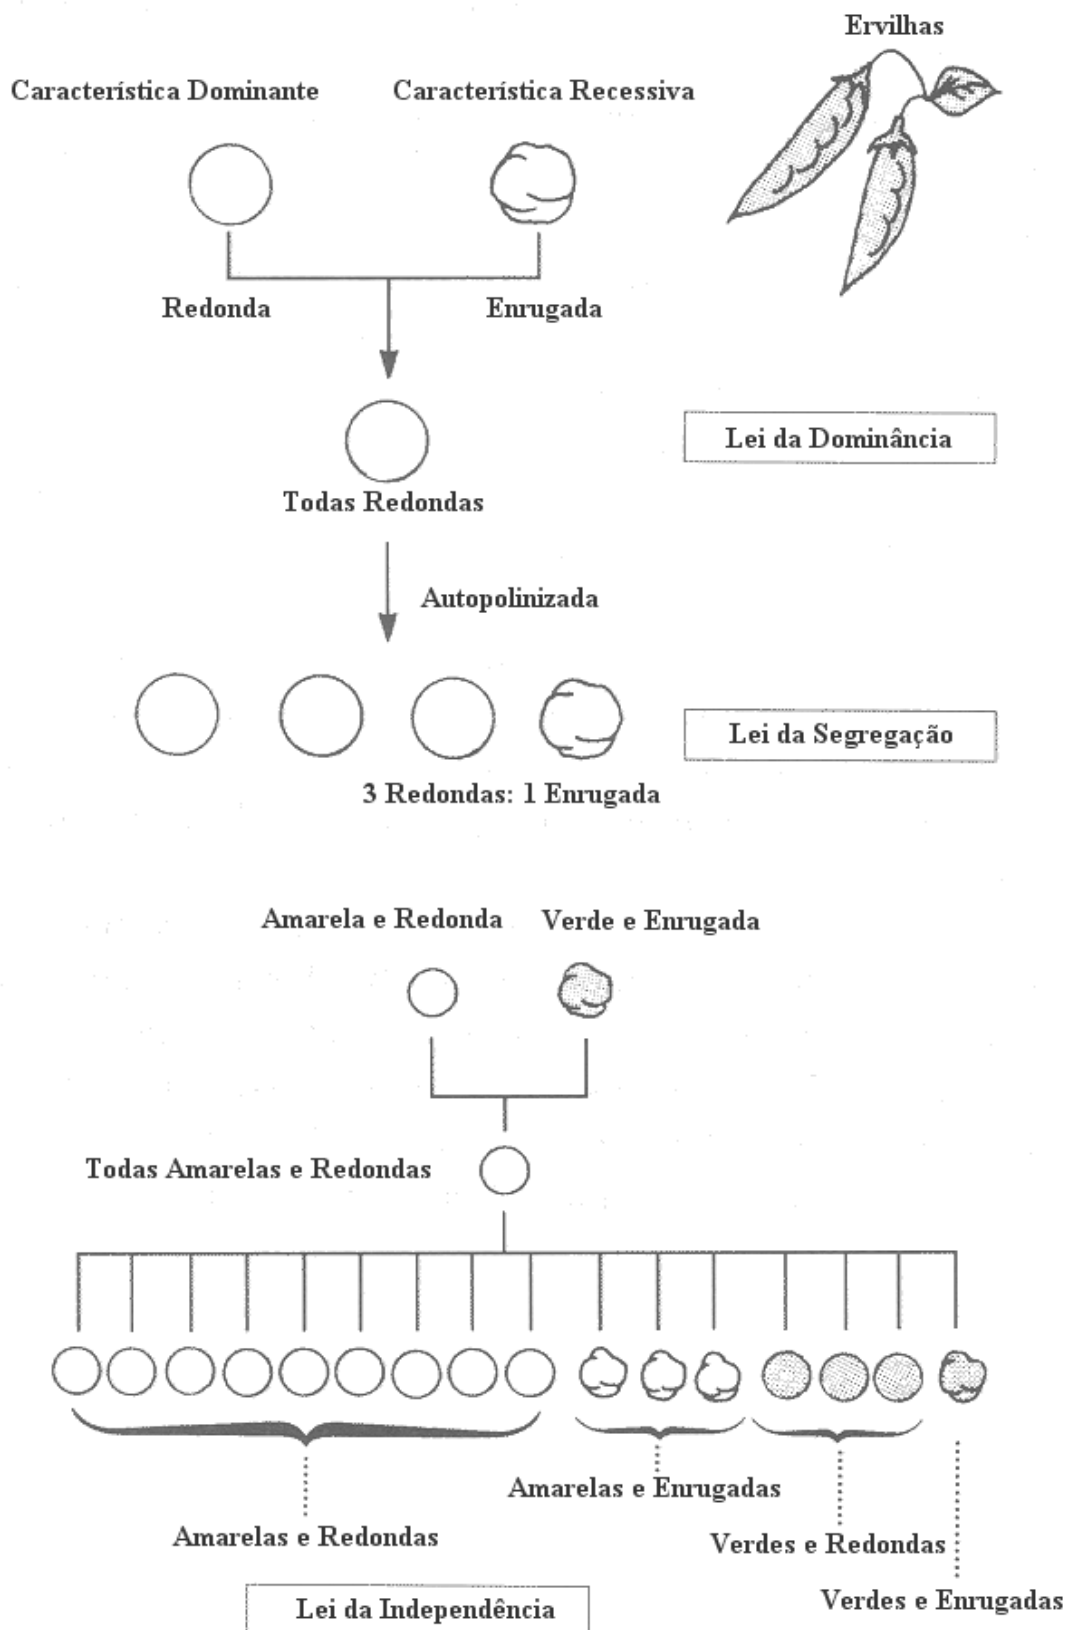 Ervilhas
Característica Dominante
Característica Recessiva
Redonda
Enrugada
Lei da Dominância
Todas Redondas
Autopolinizada
Lei da Segregação
3 Redondas: 1 Enrugada
Amarela e Redonda
Verde e Enrugada
Todas Amarelas e Redondas
Amarelas e Enrugadas
Amarelas e Redondas
Verdes e Redondas
Verdes e Enrugadas
Lei da Independência